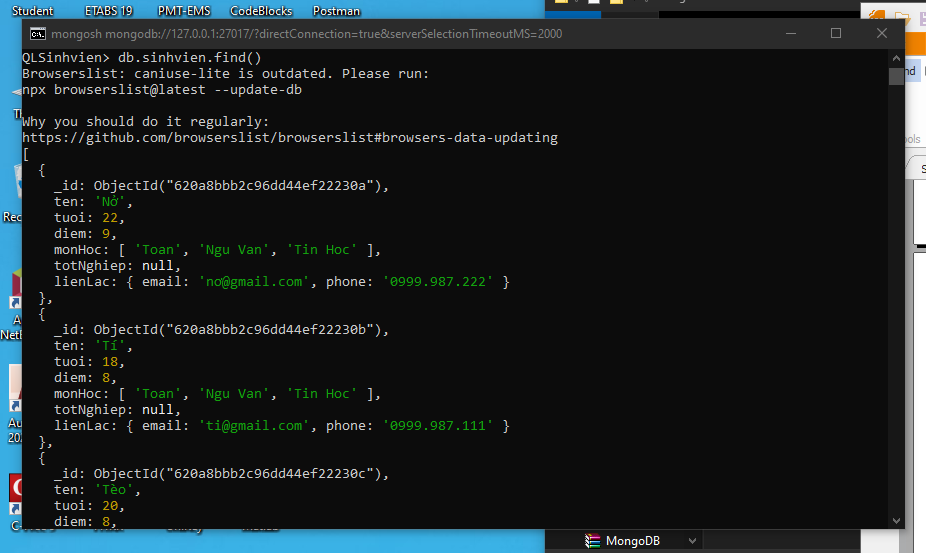 Student
ETABS 19
PMT-EMS
CodeBlocks
Postman
mongosh mongodb://127.0.0.1:27017/?directConnection=true&serverSelectionTimeoutMS=2000
QLSinhvien> db.sinhvien.find()
Browserslist: caniuse-lite is outdated. Please run:
npx browserslist@latest --update-db
Why you should do it regularly:
https://github.com/browserslist/browserslist#browsers-data-updating
[
{
_id: ObjectId("620a8bbb2c96dd44ef22230a"),
ten: 'Nở',
tuoi: 22,
diem: 9,
monHoc: [ 'Toan', 'Ngu Van', 'Tin Hoc' ],
totNghiep: null,
lienLac: { email: 'no@gmail.com', phone: '0999.987.222' }
},
{
_id: ObjectId("620a8bbb2c96dd44ef22230b"),
ten: 'Tí',
tuoi: 18,
diem: 8,
monHoc: [ 'Toan', 'Ngu Van', 'Tin Hoc' ],
totNghiep: null,
lienLac: { email: 'ti@gmail.com', phone: '0999.987.111' }
},
{
_id: ObjectId("620a8bbb2c96dd44ef22230c"),
ten: 'Tèo',
tuoi: 20,
diem: 8,
MongoDB